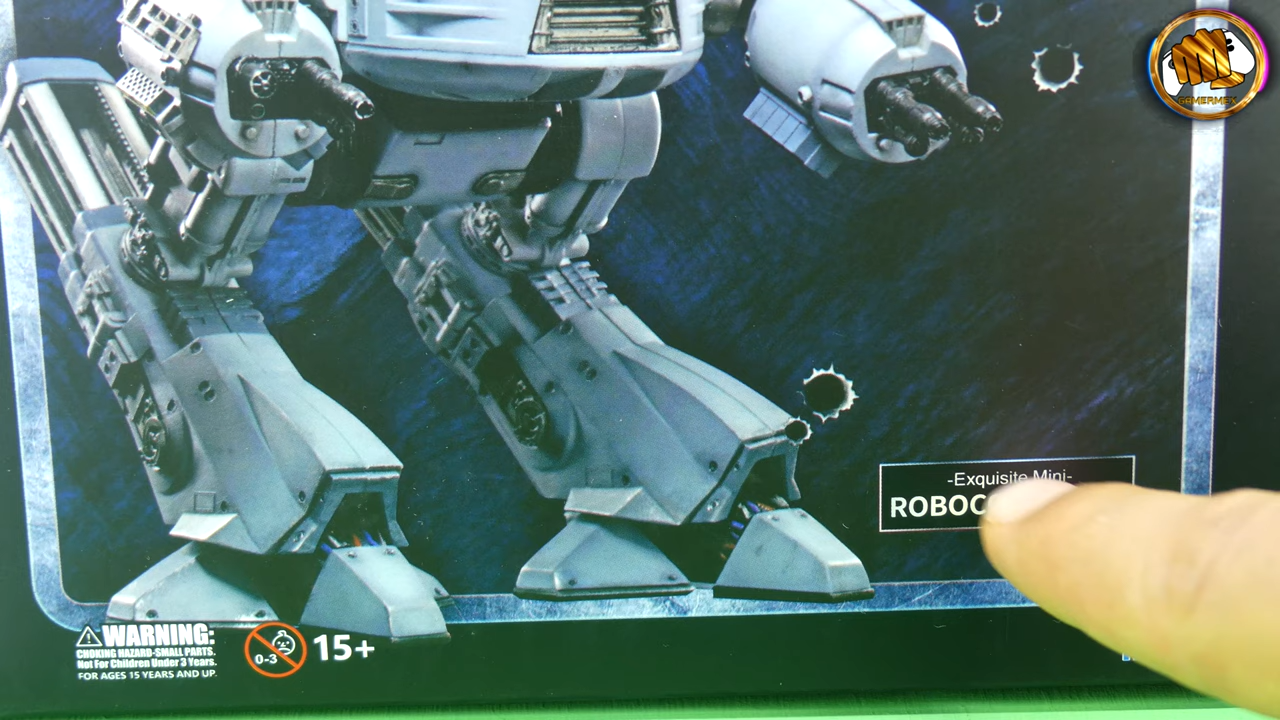 GAMERMEX
-Exquisite Mini-
ROBOC
WARNING:
CHOKING HAZARD-SMALL PARTS.
Not For Children Under 3 Years.
FOR AGES 15 YEARS AND UP.
0-3
15+